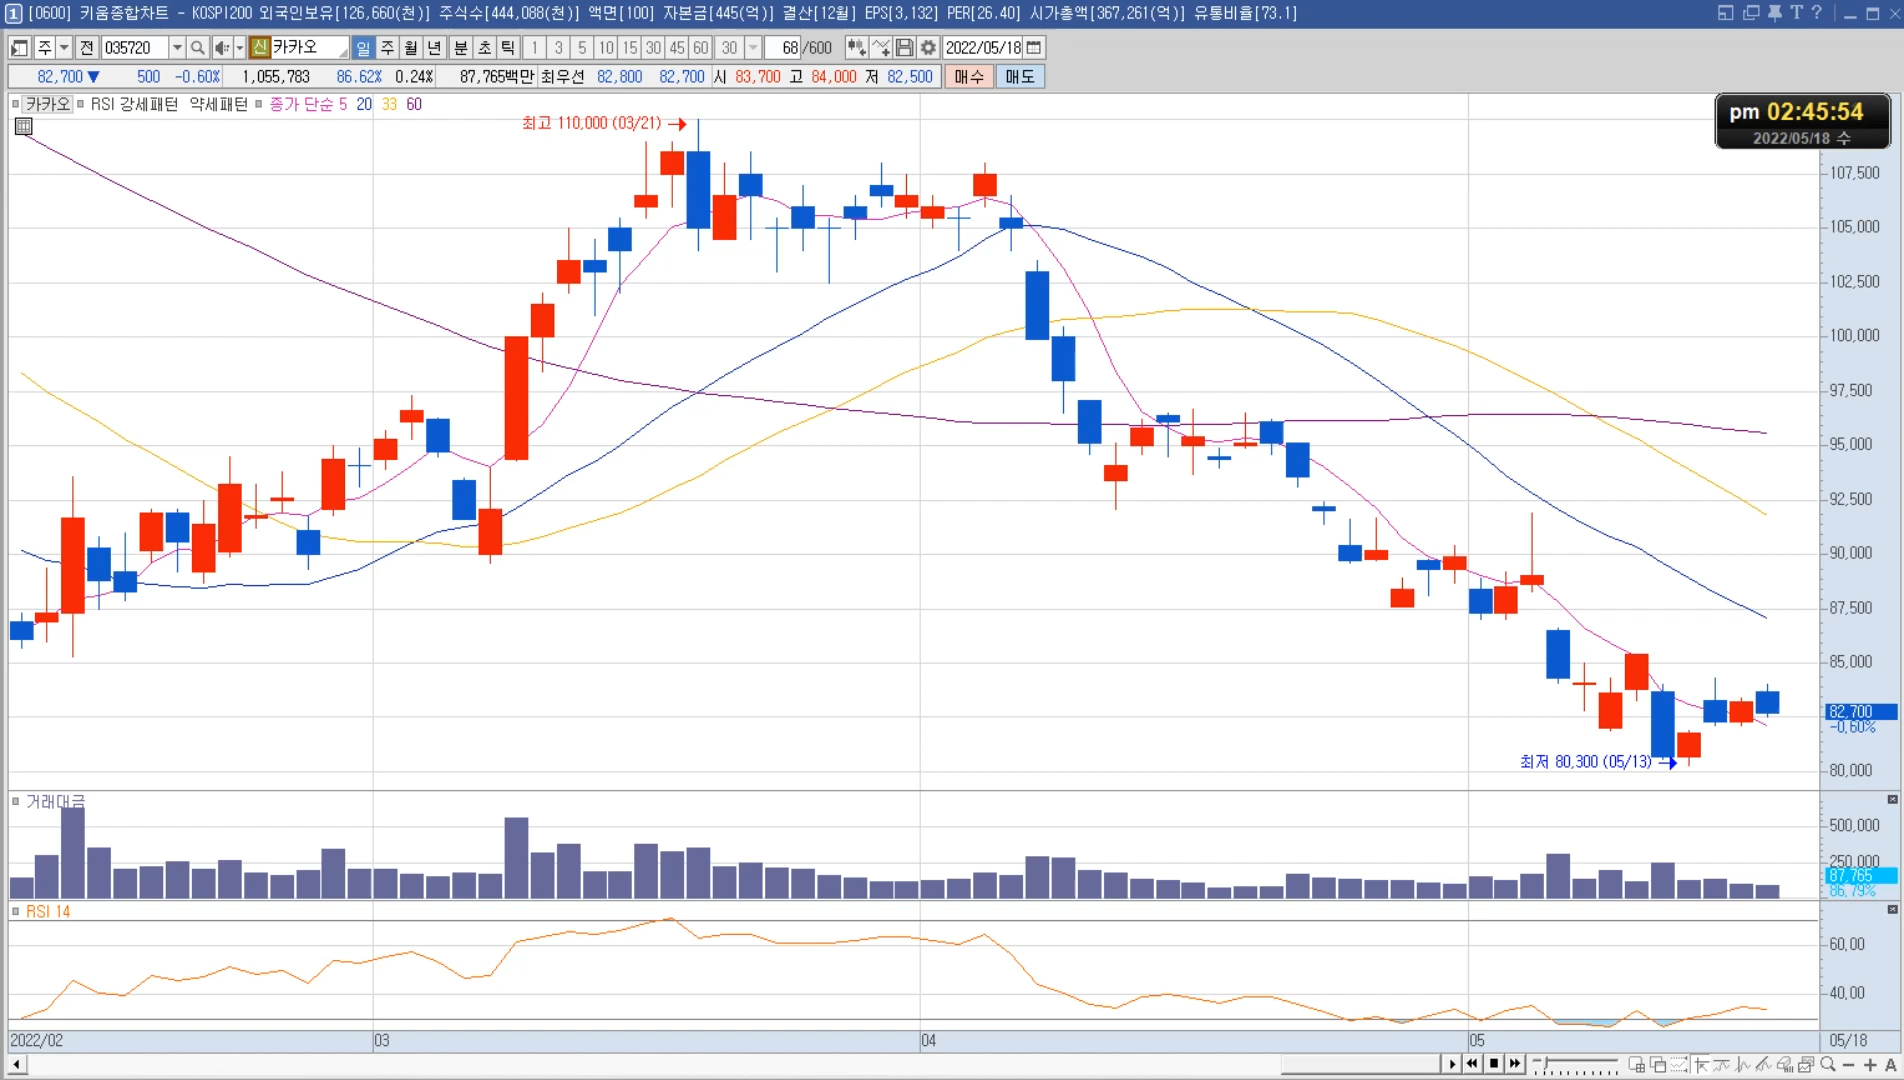 1 [0600] 키움종합차트 - KOSPI200 외국인보유[126,660(천)] 주식수[444,088(천)] 액면[100] 자본금[445(억)] 결산[12월] EPS[3,132] PER[26.40] 시가총액[367,261(억)] 유통비율[73.1]
주 전 035720 신 카카오 일 주 월 년 분 초 틱 1 3 5 10 15 30 45 60 30 68 /600 2022/05/18
82,700 ▼ 500 -0.60% 1,055,783 86.62% 0.24% 87,765백만 최우선 82,800 82,700 시 83,700 고 84,000 저 82,500 매수 매도
카카오 RSI 강세패턴 약세패턴 종가 단순 5 20 33 60
pm 02:45:54
2022/05/18 수
최고 110,000 (03/21)
107,500
105,000
102,500
100,000
97,500
95,000
92,500
90,000
87,500
85,000
82,700
-0.60%
최저 80,300 (05/13)
80,000
거래대금
500,000
250,000
87,765
86.79%
RSI 14
60,00
40,00
2022/02 03 04 05 05/18